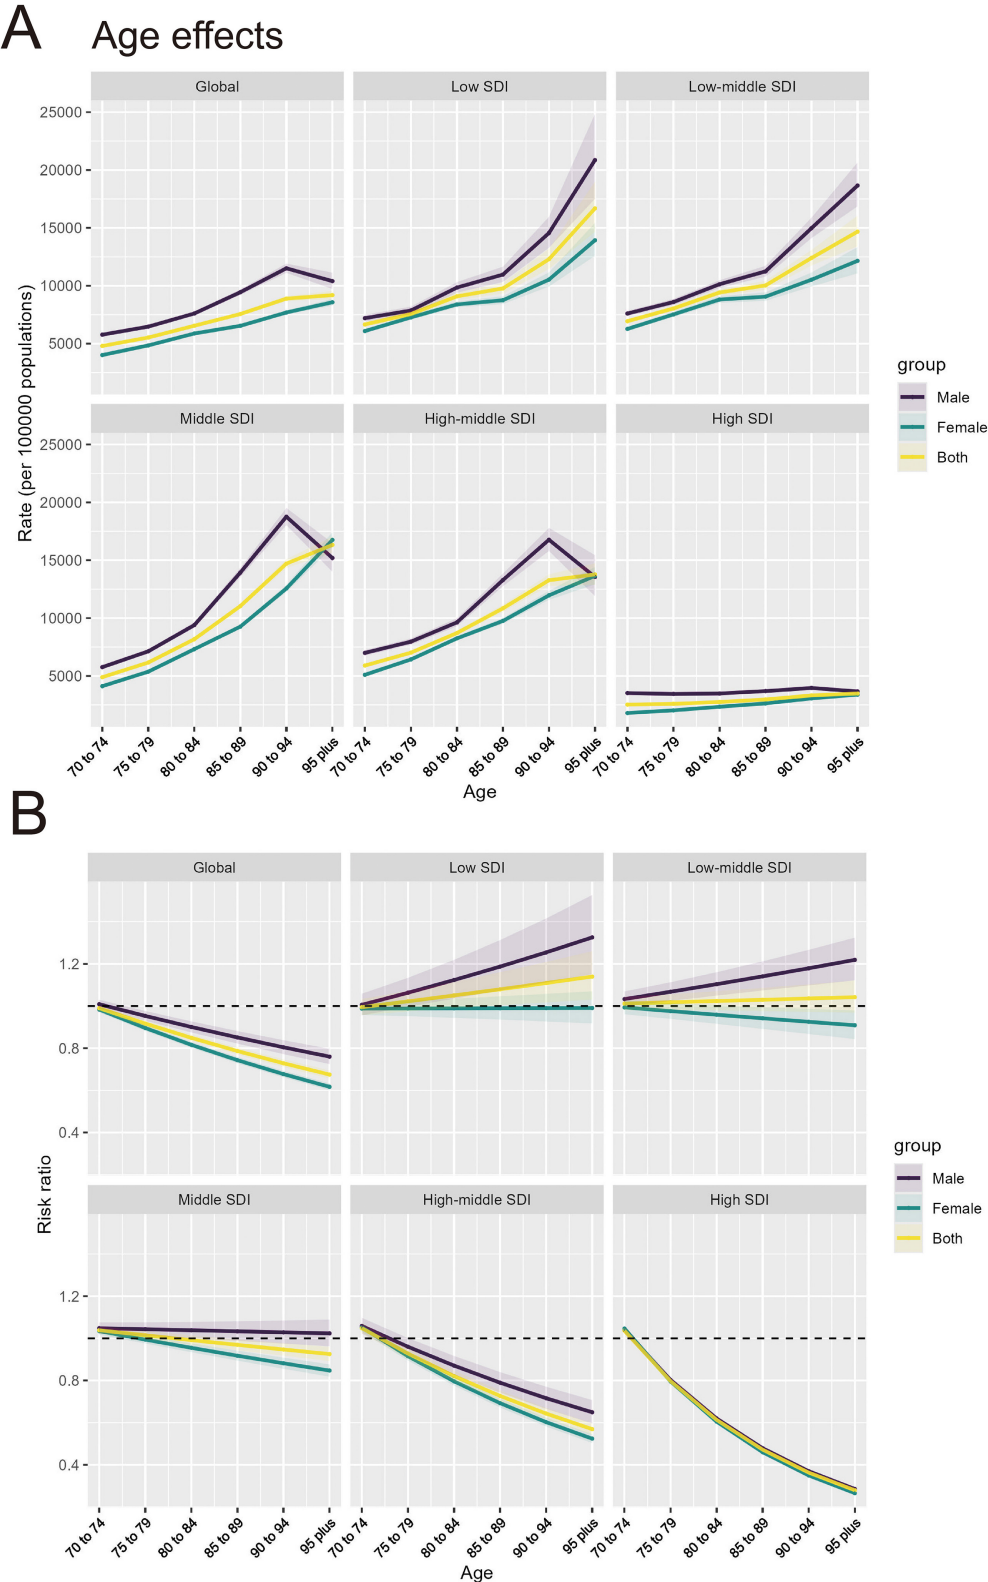 A Age effects
Global Low SDI Low-middle SDI
25000
20000
15000
10000
5000
Middle SDI High-middle SDI High SDI
25000
20000
15000
10000
5000
Rate (per 100000 populations)
70 to 74 75 to 79 80 to 84 85 to 89 90 to 94 95 plus 70 to 74 75 to 79 80 to 84 85 to 89 90 to 94 95 plus 70 to 74 75 to 79 80 to 84 85 to 89 90 to 94 95 plus
Age
group
Male
Female
Both
B
Global Low SDI Low-middle SDI
1.2
0.8
0.4
Middle SDI High-middle SDI High SDI
1.2
0.8
0.4
Risk ratio
70 to 74 75 to 79 80 to 84 85 to 89 90 to 94 95 plus 70 to 74 75 to 79 80 to 84 85 to 89 90 to 94 95 plus 70 to 74 75 to 79 80 to 84 85 to 89 90 to 94 95 plus
Age
group
Male
Female
Both